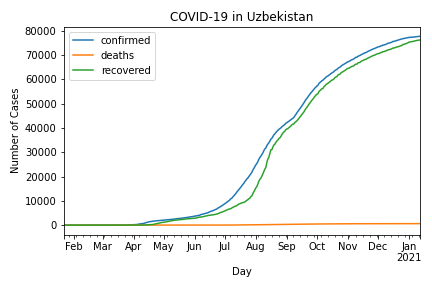 COVID-19 in Uzbekistan
confirmed
deaths
recovered
80000
70000
60000
50000
40000
30000
20000
10000
0
Number of Cases
Feb Mar Apr May Jun Jul Aug Sep Oct Nov Dec Jan
2021
Day